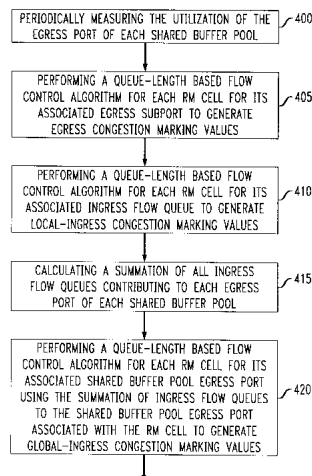 PERIODICALLY MEASURING THE UTILIZATION OF THE
EGRESS PORT OF EACH SHARED BUFFER POOL
400
PERFORMING A QUEUE-LENGTH BASED FLOW
CONTROL ALGORITHM FOR EACH RM CELL FOR ITS
ASSOCIATED EGRESS SUPPORT TO GENERATE
EGRESS CONGESTION MARKING VALUES
405
PERFORMING A QUEUE-LENGTH BASED FLOW
CONTROL ALGORITHM FOR EACH RM CELL FOR ITS
ASSOCIATED INGRESS FLOW QUEUE TO GENERATE
LOCAL-INGRESS CONGESTION MARKING VALUES
410
CALCULATING A SUMMATION OF ALL INGRESS
FLOW QUEUES CONTRIBUTING TO EACH EGRESS
PORT OF EACH SHARED BUFFER POOL
415
PERFORMING A QUEUE-LENGTH BASED FLOW
CONTROL ALGORITHM FOR EACH RM CELL FOR ITS
ASSOCIATED SHARED BUFFER POOL EGRESS PORT
USING THE SUMMATION OF INGRESS FLOW QUEUES
TO THE SHARED BUFFER POOL EGRESS PORT
ASSOCIATED WITH THE RM CELL TO GENERATE
GLOBAL-INGRESS CONGESTION MARKING VALUES
420